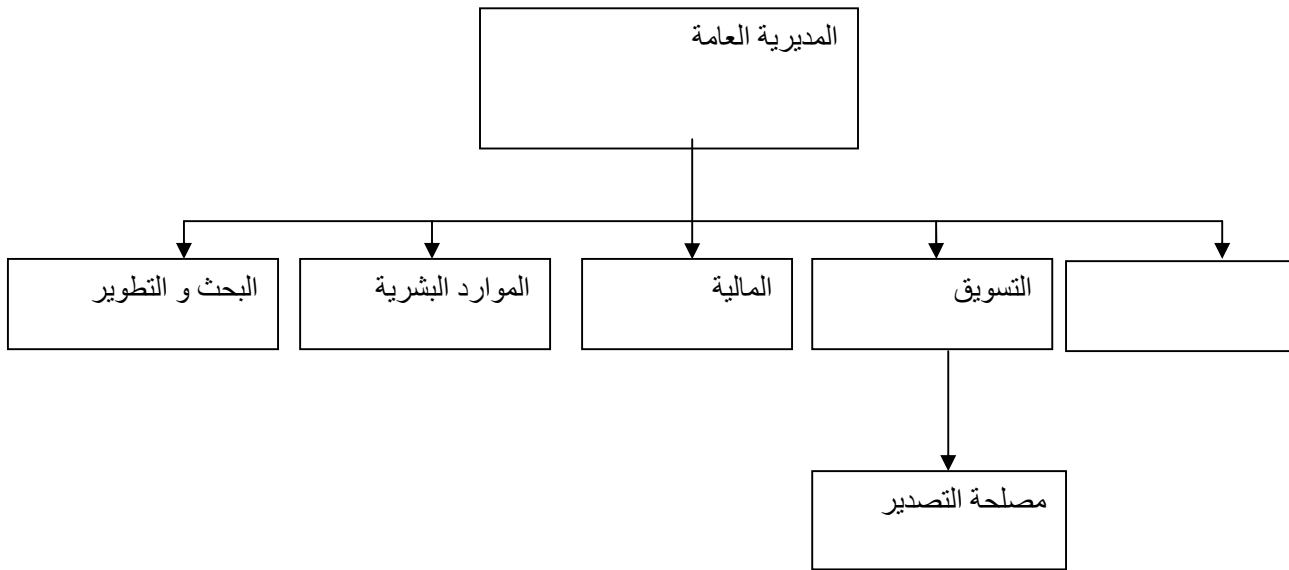 المديرية العامة
التسويق
المالية
الموارد البشرية
البحث و التطوير
مصلحة التصدير